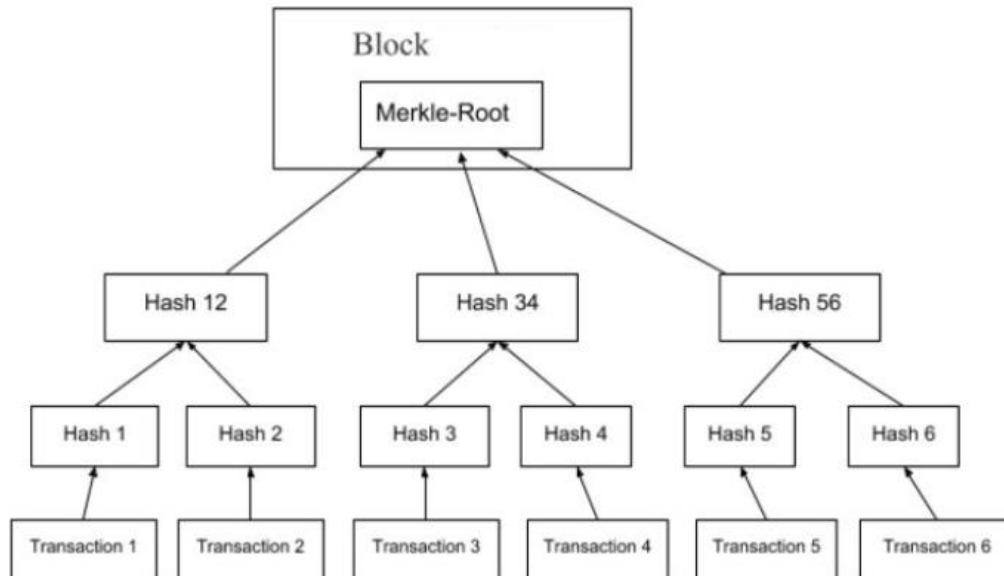 Block
Merkle-Root
Hash 12
Hash 34
Hash 56
Hash 1
Hash 2
Hash 3
Hash 4
Hash 5
Hash 6
Transaction 1
Transaction 2
Transaction 3
Transaction 4
Transaction 5
Transaction 6